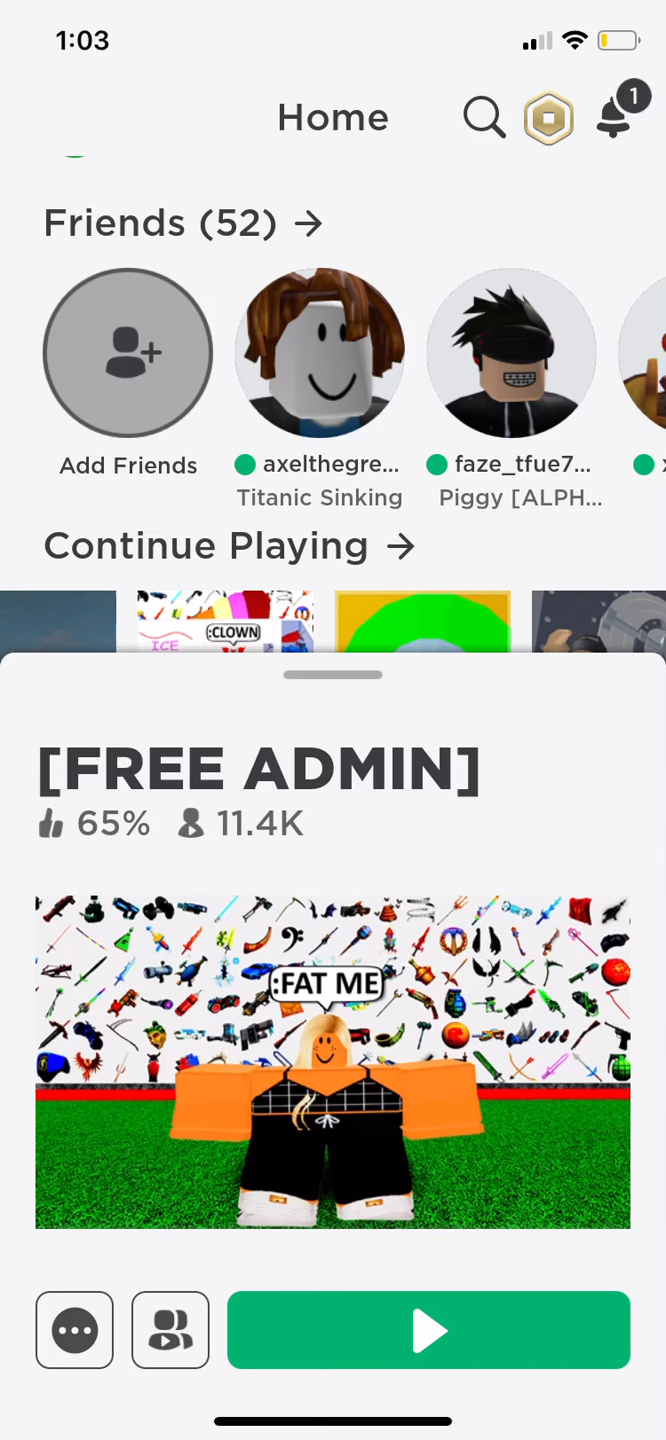 1:03
Home
1
Friends (52) →
Add Friends
axelthegre...
faze_tfue7...
Titanic Sinking
Piggy [ALPH...
Continue Playing →
:CLOWN
ICE
[FREE ADMIN]
65% 11.4K
:FAT ME